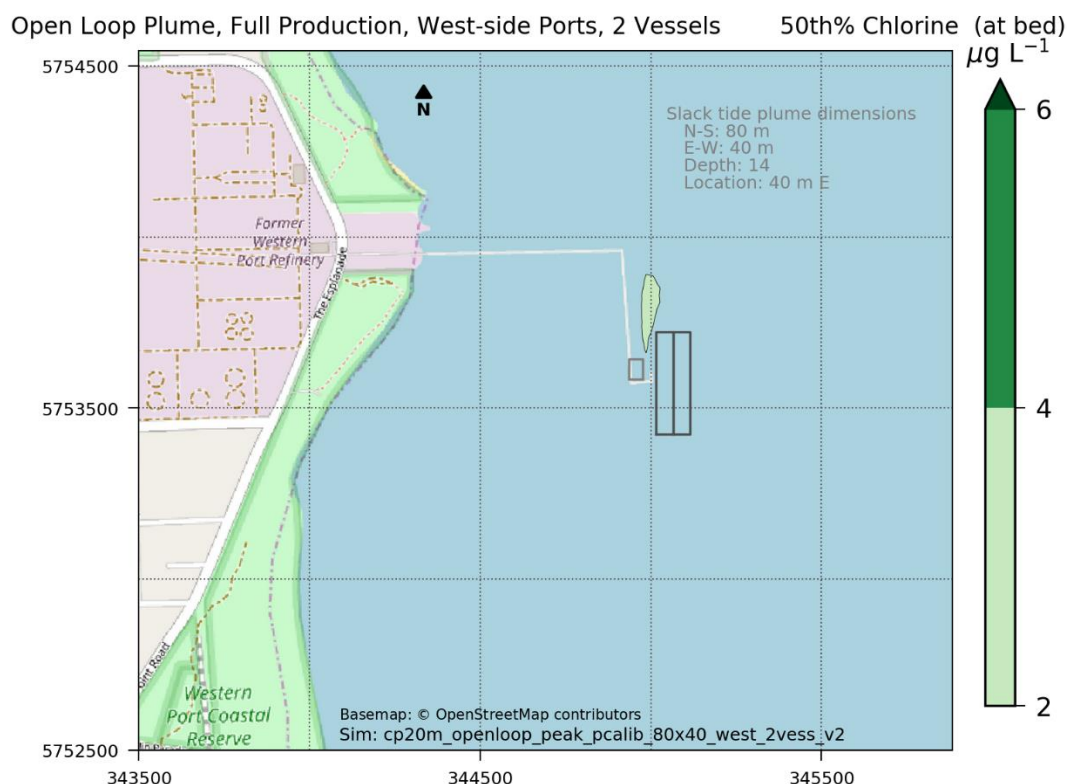 Open Loop Plume, Full Production, West-side Ports, 2 Vessels 50th% Chlorine (at bed)
µg L⁻¹
5754500
N
Slack tide plume dimensions
N-S: 80 m
E-W: 40 m
Depth: 14
Location: 40 m E
6
Former
Western
Port Refinery
The Esplanade
5753500
4
oint Road
Western
Port Coastal
Reserve
Basemap: © OpenStreetMap contributors
Sim: cp20m_openloop_peak_pcalib_80x40_west_2vess_v2
2
5752500
343500
344500
345500